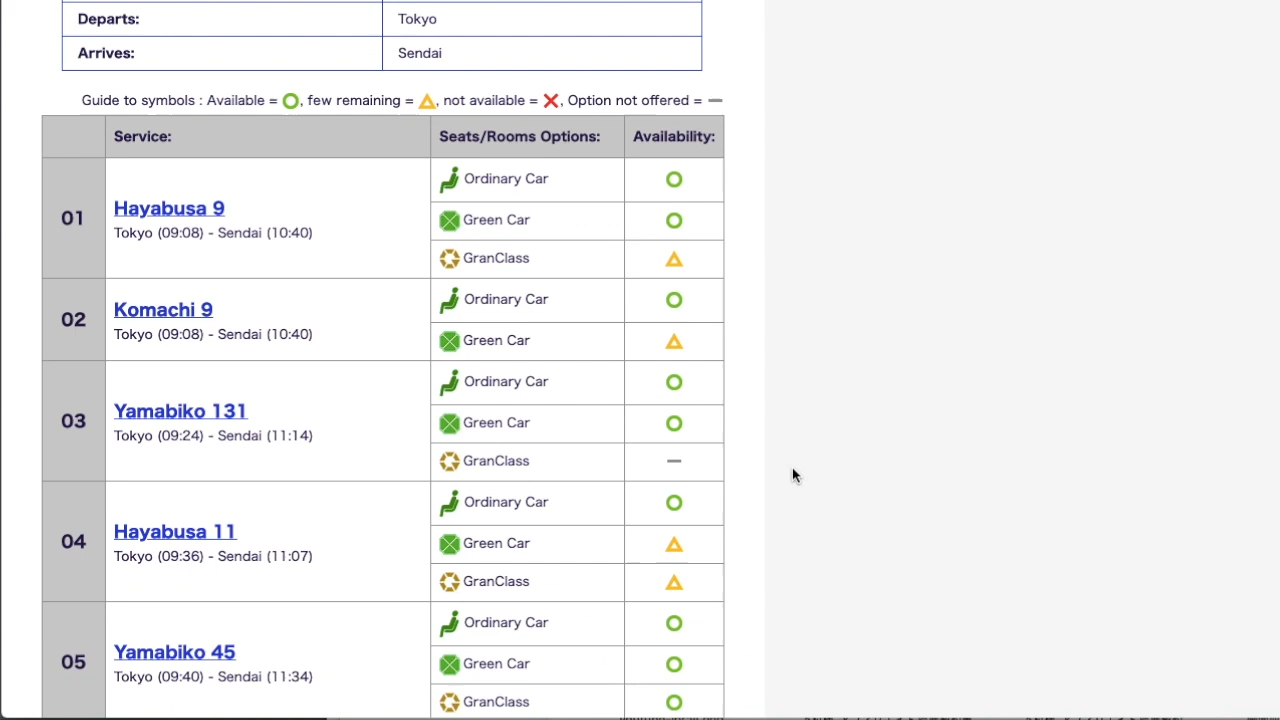 Departs: Tokyo
Arrives: Sendai
Guide to symbols : Available = , few remaining = , not available = , Option not offered =
Service: Seats/Rooms Options: Availability:
01
Hayabusa 9
Tokyo (09:08) - Sendai (10:40)
Ordinary Car
Green Car
GranClass
02
Komachi 9
Tokyo (09:08) - Sendai (10:40)
Ordinary Car
Green Car
03
Yamabiko 131
Tokyo (09:24) - Sendai (11:14)
Ordinary Car
Green Car
GranClass
04
Hayabusa 11
Tokyo (09:36) - Sendai (11:07)
Ordinary Car
Green Car
GranClass
05
Yamabiko 45
Tokyo (09:40) - Sendai (11:34)
Ordinary Car
Green Car
GranClass